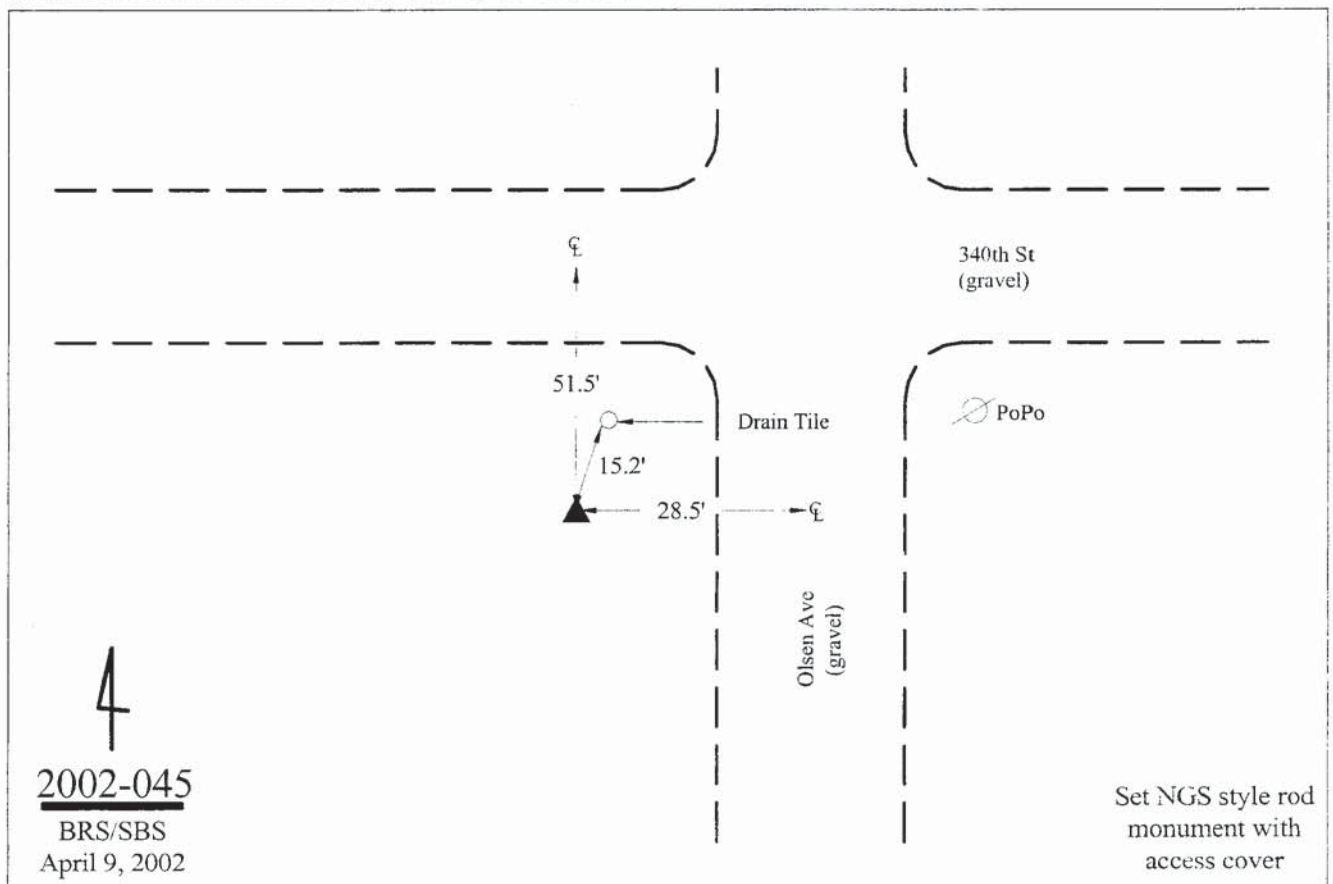 ℄
340th St
(gravel)
51.5'
PoPo
Drain Tile
15.2'
28.5'
℄
Olsen Ave
(gravel)
2002-045
BRS/SBS
April 9, 2002
Set NGS style rod
monument with
access cover